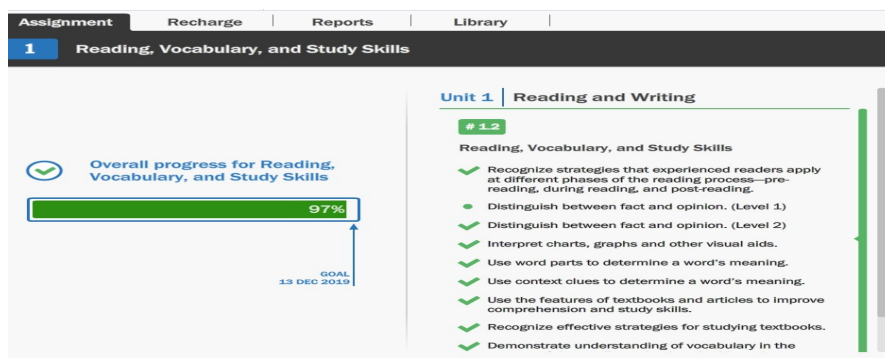 Assignment Recharge Reports Library
1 Reading, Vocabulary, and Study Skills
Overall progress for Reading,
Vocabulary, and Study Skills
97%
GOAL
13 DEC 2019
Unit 1 Reading and Writing
# 1.2
Reading, Vocabulary, and Study Skills
Recognize strategies that experienced readers apply
at different phases of the reading process—pre-
reading, during reading, and post-reading.
Distinguish between fact and opinion. (Level 1)
Distinguish between fact and opinion. (Level 2)
Interpret charts, graphs and other visual aids.
Use word parts to determine a word's meaning.
Use context clues to determine a word's meaning.
Use the features of textbooks and articles to improve
comprehension and study skills.
Recognize effective strategies for studying textbooks.
Demonstrate understanding of vocabulary in the